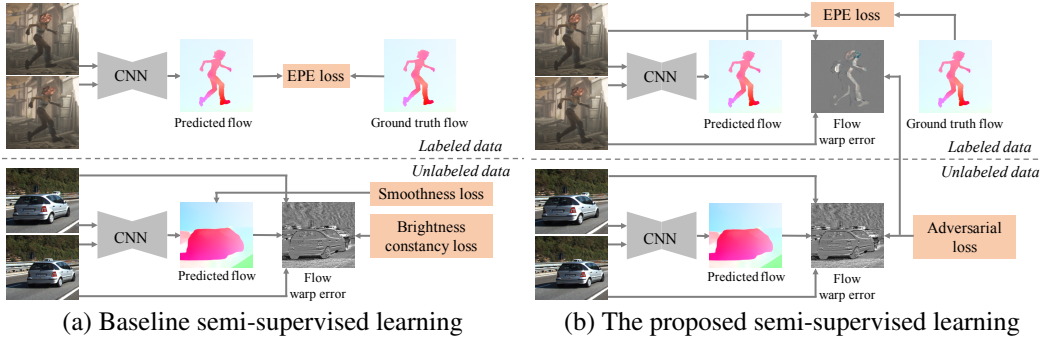 CNN
EPE loss
Predicted flow
Ground truth flow
Labeled data
Unlabeled data
Smoothness loss
CNN
Brightness
constancy loss
Predicted flow
Flow
warp error
(a) Baseline semi-supervised learning
EPE loss
CNN
Predicted flow
Flow
warp error
Ground truth flow
Labeled data
Unlabeled data
CNN
Adversarial
loss
Predicted flow
Flow
warp error
(b) The proposed semi-supervised learning